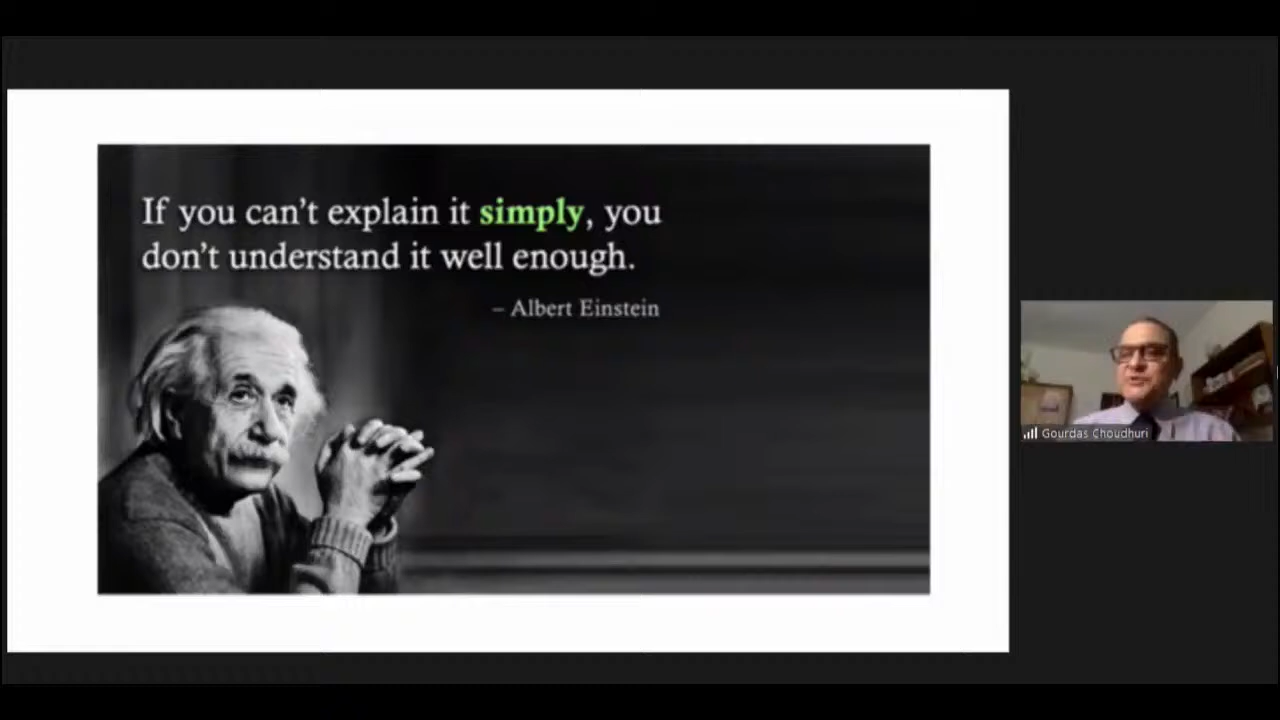 If you can't explain it simply, you
don't understand it well enough.
– Albert Einstein
Gourdas Choudhuri